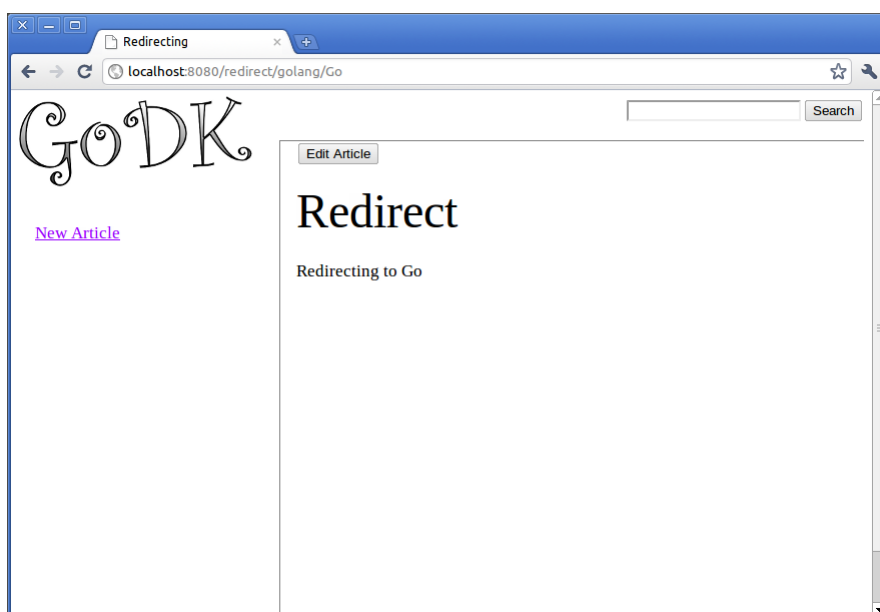 Redirecting
localhost:8080/redirect/golang/Go
GoDK
Search
Edit Article
New Article
Redirect
Redirecting to Go